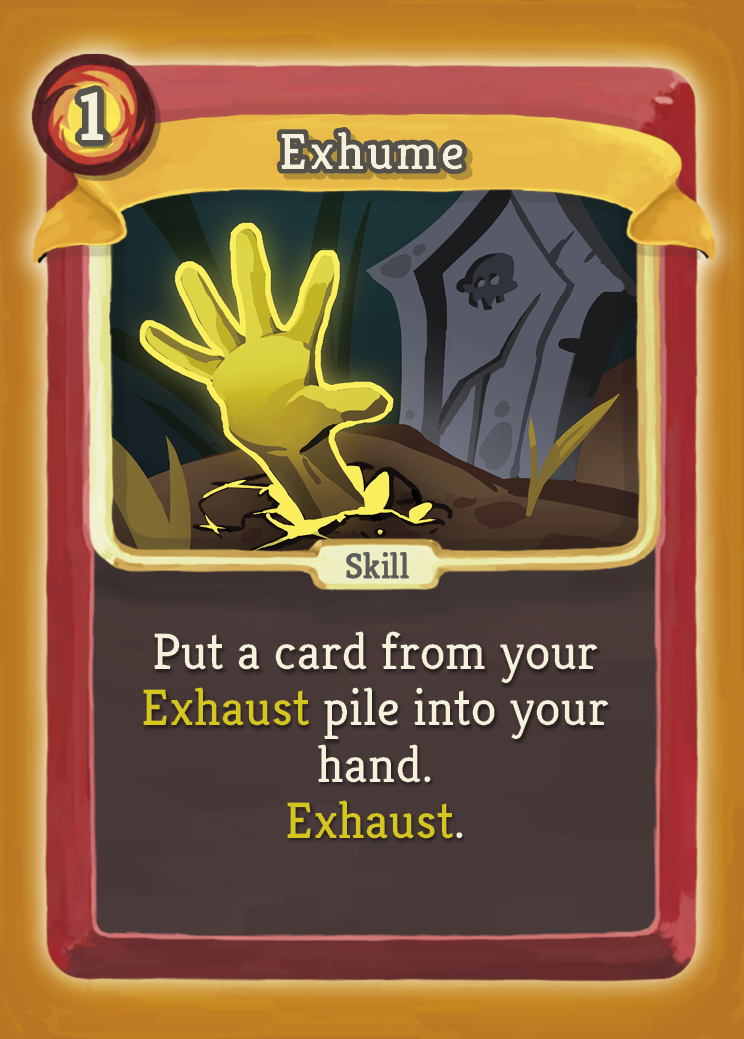 1
Exhume
Skill
Put a card from your
Exhaust pile into your
hand.
Exhaust.